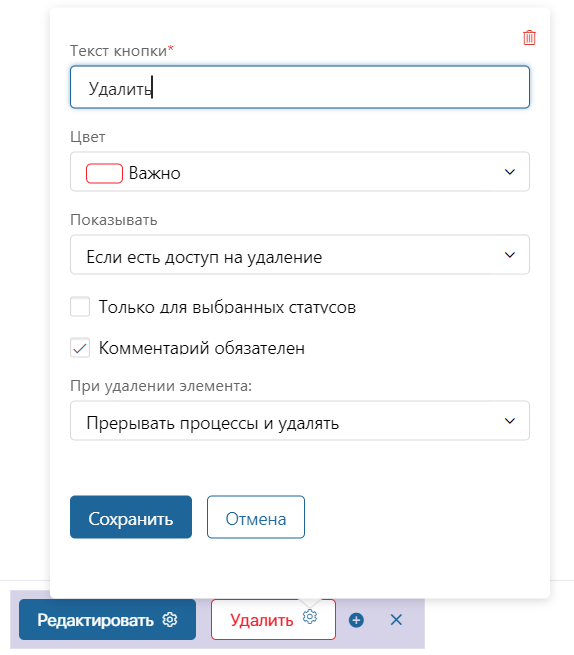 Текст кнопки*
Удалить
Цвет
Важно
Показывать
Если есть доступ на удаление
Только для выбранных статусов
Комментарий обязателен
При удалении элемента:
Прерывать процессы и удалять
Сохранить Отмена
Редактировать Удалить